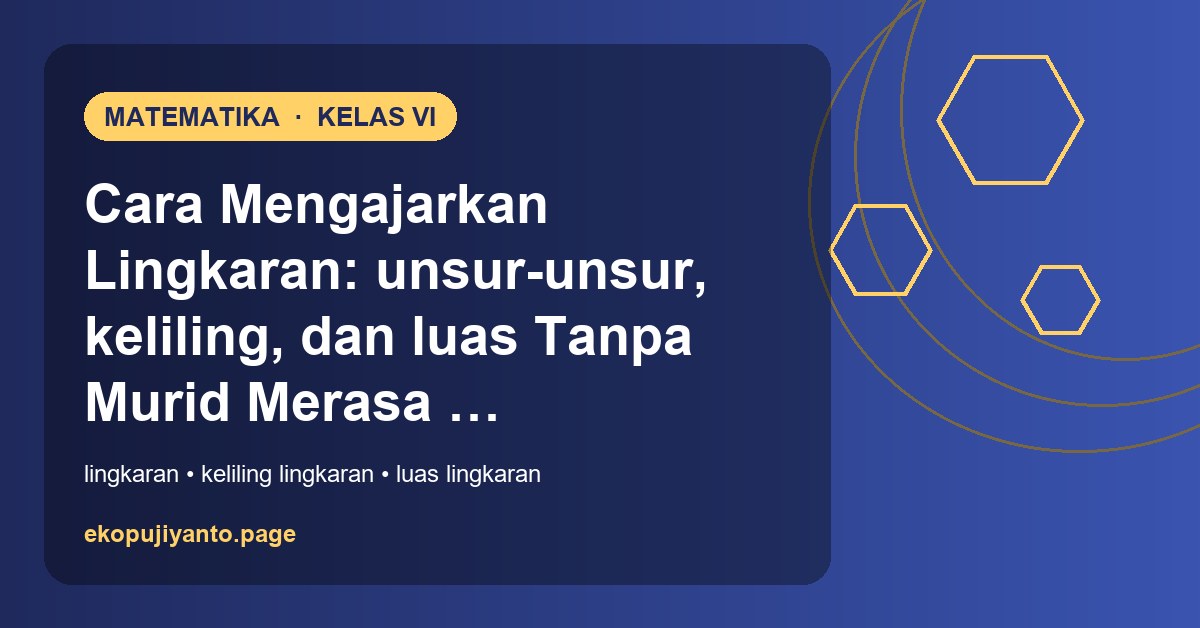 MATEMATIKA · KELAS VI
Cara Mengajarkan
Lingkaran: unsur-unsur,
keliling, dan luas Tanpa
Murid Merasa …
lingkaran • keliling lingkaran • luas lingkaran
ekopujiyanto.page